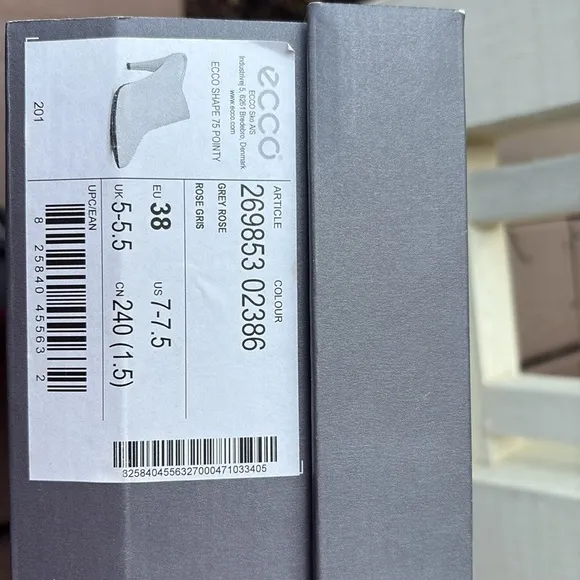 ecco
ECCO Sko A/S
Industrivej 5, 6261 Bredebro, Denmark
www.ecco.com
ECCO SHAPE 75 POINTY
201
ARTICLE COLOUR
269853 02386
GREY ROSE
ROSE GRIS
EU 38 US 7-7.5
UK 5-5.5 CN 240 (1.5)
UPC/EAN
8 25840 45563 2
825840455632700047103340​5